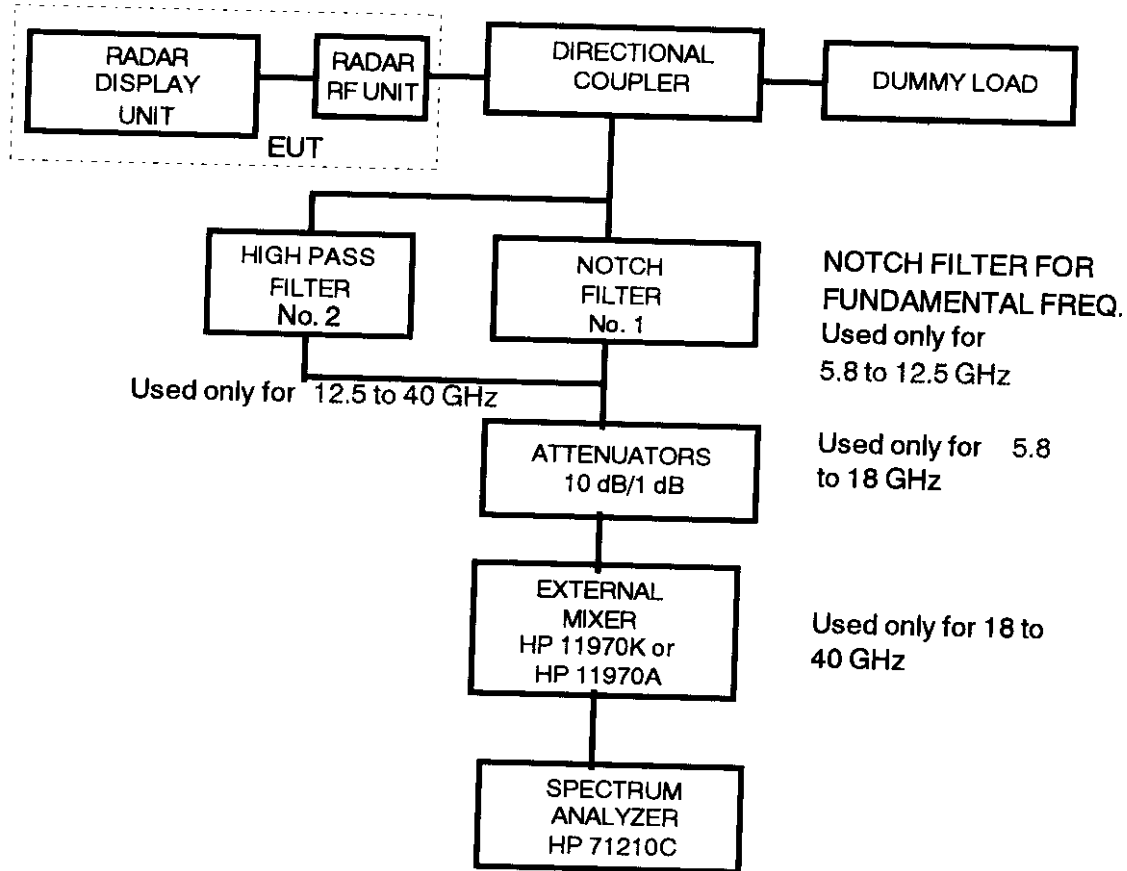 RADAR
DISPLAY
UNIT
RADAR
RF UNIT
EUT
DIRECTIONAL
COUPLER
DUMMY LOAD
HIGH PASS
FILTER
No. 2
NOTCH
FILTER
No. 1
NOTCH FILTER FOR
FUNDAMENTAL FREQ.
Used only for
5.8 to 12.5 GHz
Used only for 12.5 to 40 GHz
ATTENUATORS
10 dB/1 dB
Used only for 5.8
to 18 GHz
EXTERNAL
MIXER
HP 11970K or
HP 11970A
Used only for 18 to
40 GHz
SPECTRUM
ANALYZER
HP 71210C